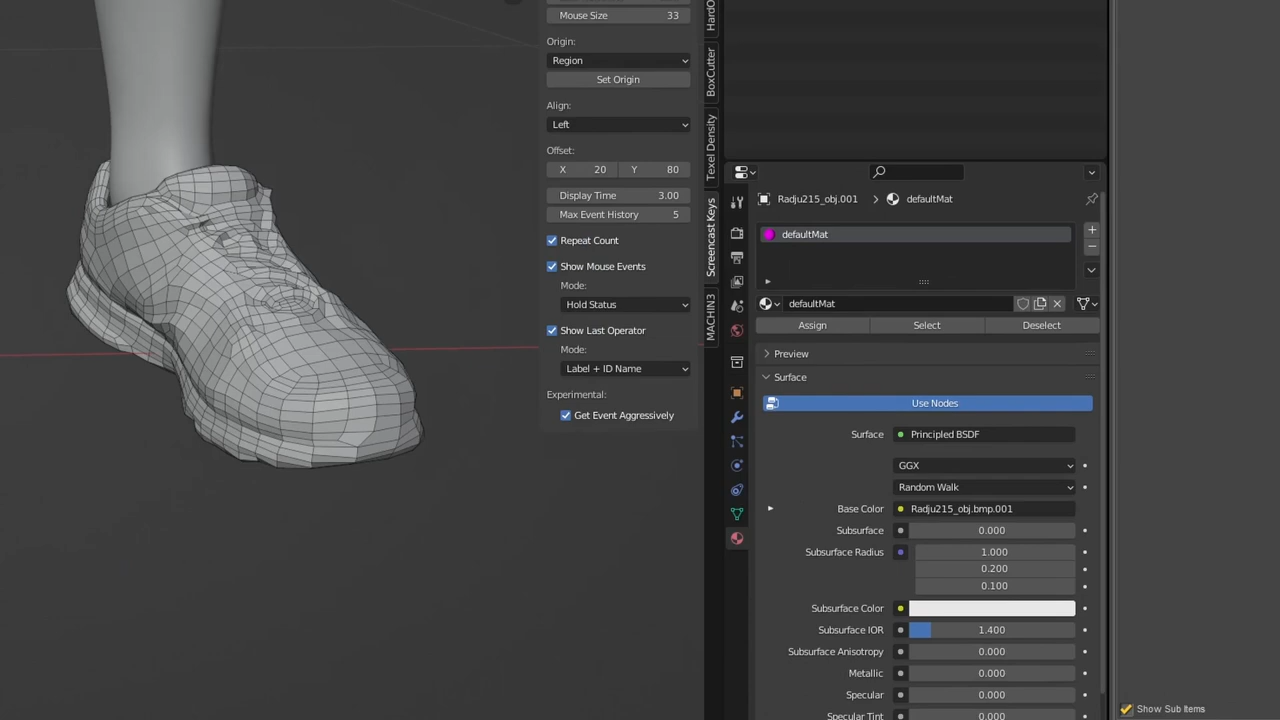 Mouse Size 33
Origin:
Region
Set Origin
Align:
Left
Offset:
X 20 Y 80
Display Time 3.00
Max Event History 5
Repeat Count
Show Mouse Events
Mode:
Hold Status
Show Last Operator
Mode:
Label + ID Name
Experimental:
Get Event Aggressively
HardO
BoxCutter
Texel Density
Screencast Keys
MACHIN3
Radju215_obj.001 > defaultMat
defaultMat
defaultMat
Assign Select Deselect
Preview
Surface
Use Nodes
Surface Principled BSDF
GGX
Random Walk
Base Color Radju215_obj.bmp.001
Subsurface 0.000
Subsurface Radius 1.000
0.200
0.100
Subsurface Color
Subsurface IOR 1.400
Subsurface Anisotropy 0.000
Metallic 0.000
Specular 0.000
Specular Tint 0.000
Show Sub Items